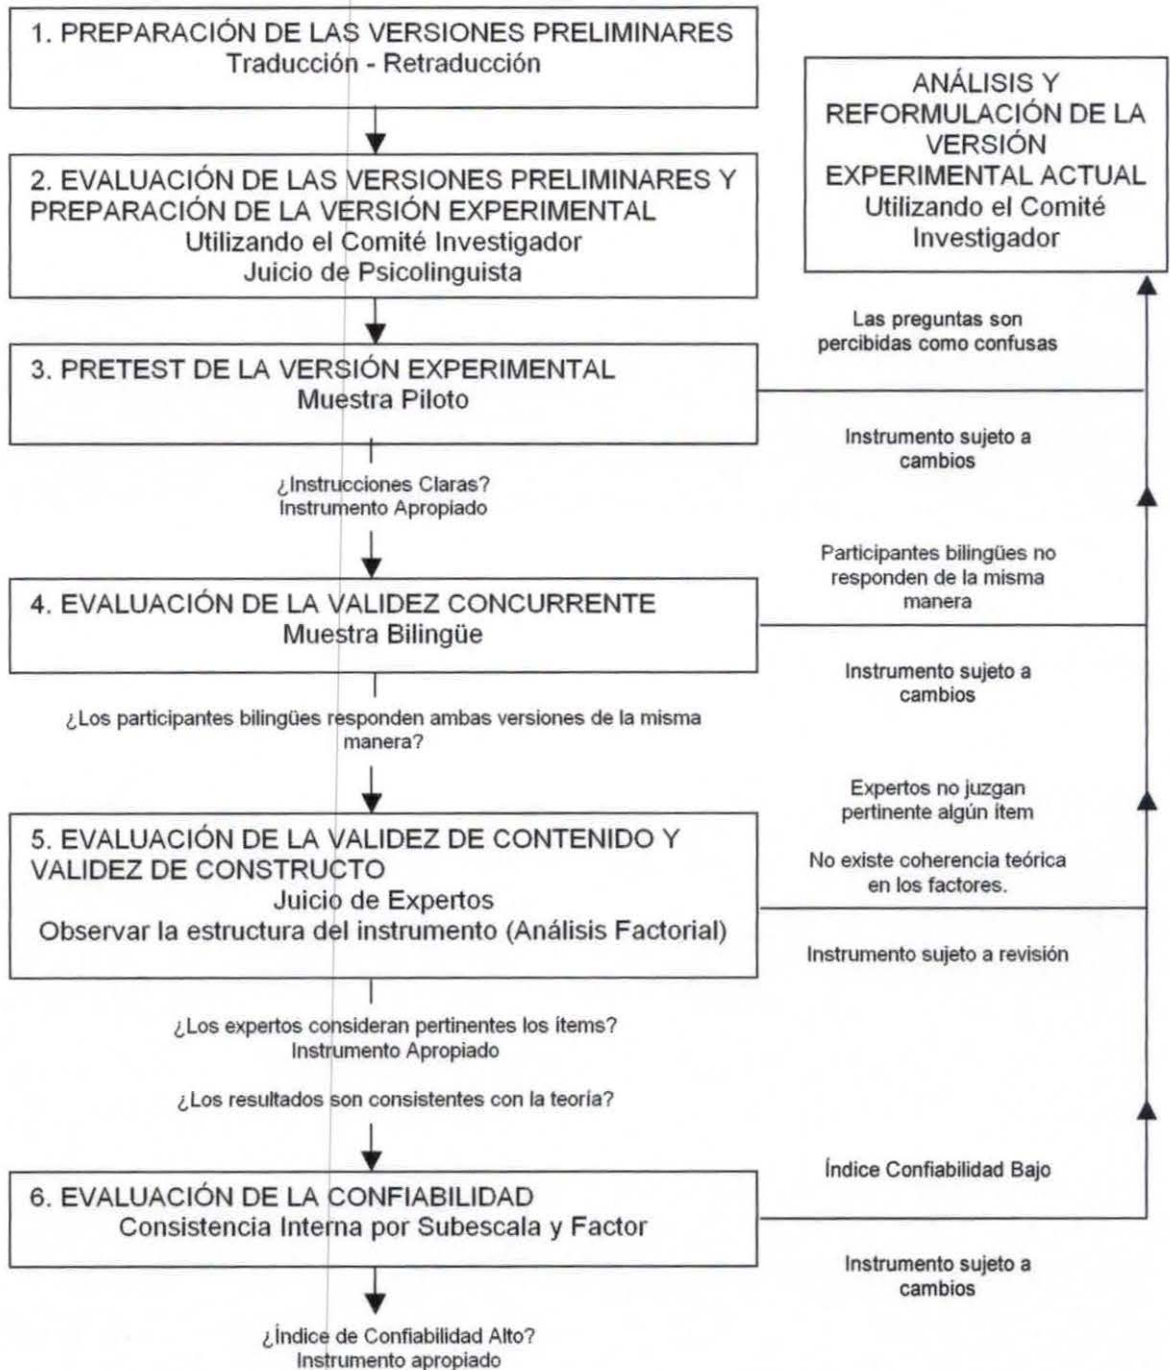 1. PREPARACIÓN DE LAS VERSIONES PRELIMINARES
Traducción - Retraducción
2. EVALUACIÓN DE LAS VERSIONES PRELIMINARES Y
PREPARACIÓN DE LA VERSIÓN EXPERIMENTAL
Utilizando el Comité Investigador
Juicio de Psicolinguista
3. PRETEST DE LA VERSIÓN EXPERIMENTAL
Muestra Piloto
¿Instrucciones Claras?
Instrumento Apropiado
4. EVALUACIÓN DE LA VALIDEZ CONCURRENTE
Muestra Bilingüe
¿Los participantes bilingües responden ambas versiones de la misma
manera?
5. EVALUACIÓN DE LA VALIDEZ DE CONTENIDO Y
VALIDEZ DE CONSTRUCTO
Juicio de Expertos
Observar la estructura del instrumento (Análisis Factorial)
¿Los expertos consideran pertinentes los ítems?
Instrumento Apropiado
¿Los resultados son consistentes con la teoría?
6. EVALUACIÓN DE LA CONFIABILIDAD
Consistencia Interna por Subescala y Factor
¿Índice de Confiabilidad Alto?
Instrumento apropiado
ANÁLISIS Y
REFORMULACIÓN DE LA
VERSIÓN
EXPERIMENTAL ACTUAL
Utilizando el Comité
Investigador
Las preguntas son
percibidas como confusas
Instrumento sujeto a
cambios
Participantes bilingües no
responden de la misma
manera
Instrumento sujeto a
cambios
Expertos no juzgan
pertinente algún ítem
No existe coherencia teórica
en los factores.
Instrumento sujeto a revisión
Índice Confiabilidad Bajo
Instrumento sujeto a
cambios